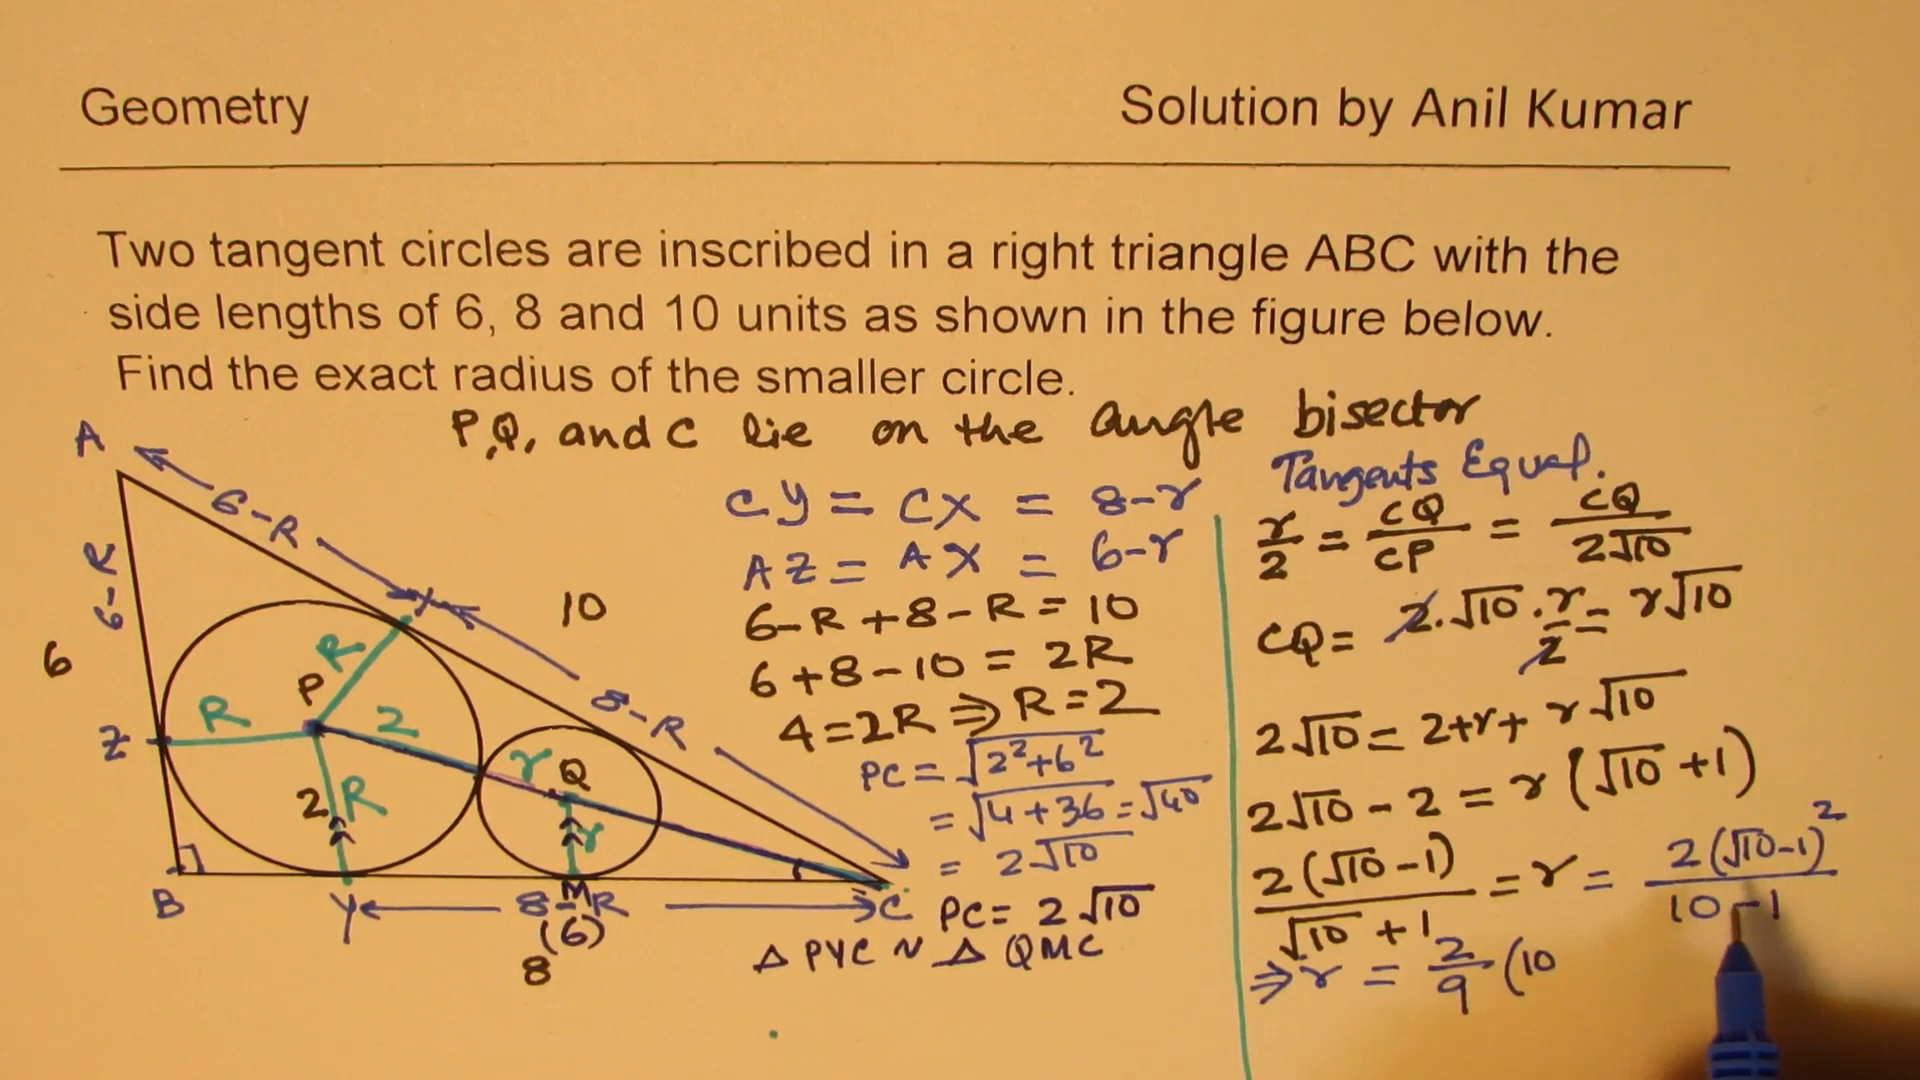 Geometry
Solution by Anil Kumar
Two tangent circles are inscribed in a right triangle ABC with the
side lengths of 6, 8 and 10 units as shown in the figure below.
Find the exact radius of the smaller circle.
P, Q, and C lie on the angle bisector
A
6-R
6-R
6
X
10
8-R
Z
R
P
R
2
R
2
r
Q
r
B
Y
M
8-R
(6)
8
C
CY = CX = 8-r
AZ = AX = 6-r
6-R+8-R = 10
6+8-10 = 2R
4=2R ⇒ R=2
PC = √(2²+6²)
= √(4+36) = √40
= 2√10
PC = 2√10
△ PYC ~ △ QMC
Tangents Equal.
r/2 = CQ/CP = CQ/2√10
CQ = 2.√10.r/2 = r√10
2√10 = 2+r+ r√10
2√10 - 2 = r (√10 +1)
2(√10-1)/√10+1 = r = 2(√10-1)²/10-1
⇒ r = 2/9 (10